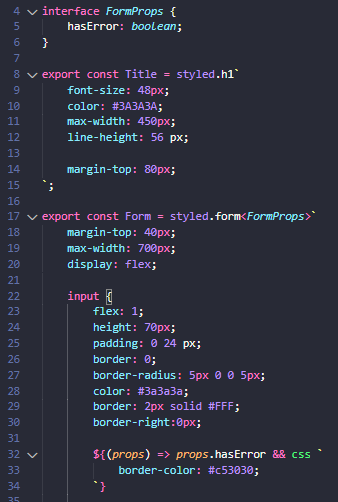 4 interface FormProps {
5     hasError: boolean;
6 }
7
8 export const Title = styled.h1`
9     font-size: 48px;
10     color: #3A3A3A;
11     max-width: 450px;
12     line-height: 56 px;
13
14     margin-top: 80px;
15 `;
16
17 export const Form = styled.form<FormProps>`
18     margin-top: 40px;
19     max-width: 700px;
20     display: flex;
21
22     input {
23         flex: 1;
24         height: 70px;
25         padding: 0 24 px;
26         border: 0;
27         border-radius: 5px 0 0 5px;
28         color: #3a3a3a;
29         border: 2px solid #FFF;
30         border-right:0px;
31
32         ${(props) => props.hasError && css `
33             border-color: #c53030;
34         `}
35